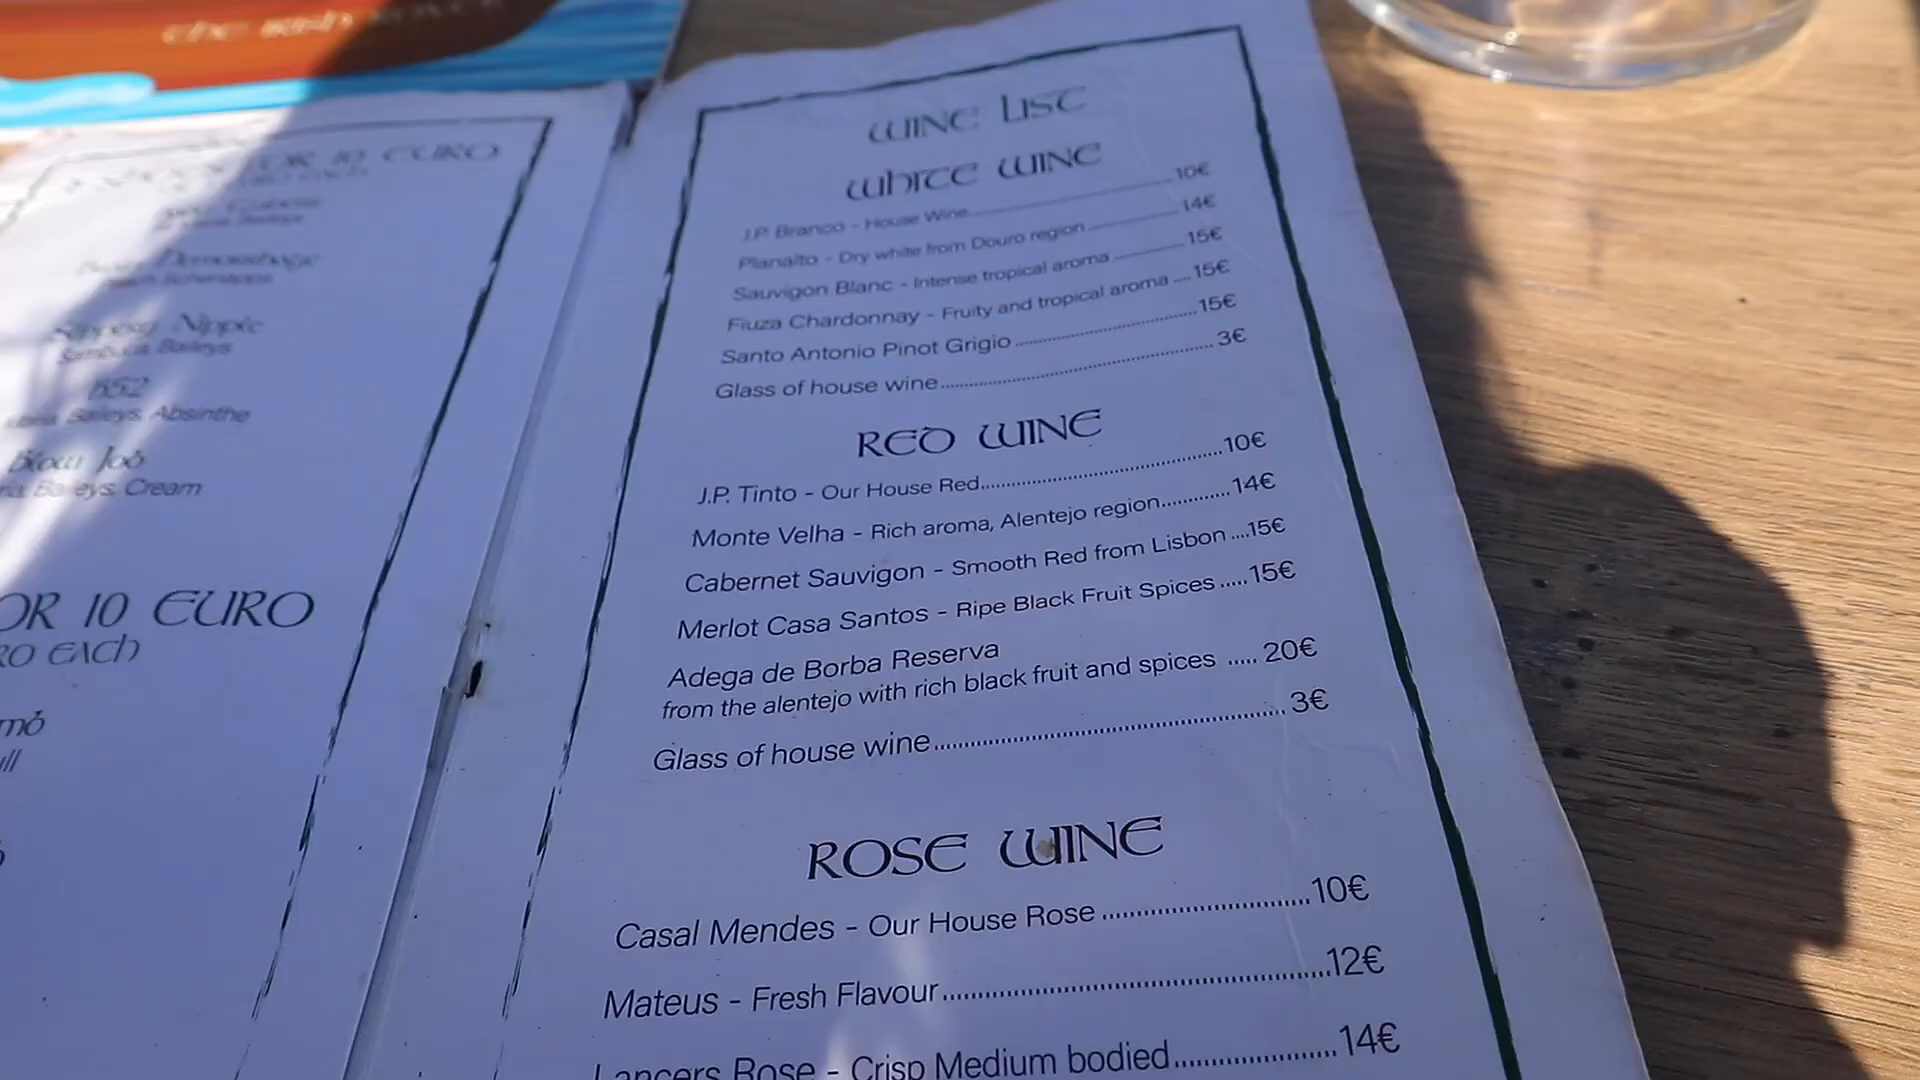 the
OR 10 EURO
Slippery Nipple
Sambuca, Baileys
B52
Baileys, Absinthe
Blow Job
Baileys, Cream
OR 10 EURO
RO EACH
WINE LIST
WHITE WINE
J.P. Branco - House Wine 10€
Planalto - Dry white from Douro region 14€
Sauvigon Blanc - Intense tropical aroma 15€
Fiuza Chardonnay - Fruity and tropical aroma .... 15€
Santo Antonio Pinot Grigio 15€
Glass of house wine 3€
RED WINE
J.P. Tinto - Our House Red 10€
Monte Velha - Rich aroma, Alentejo region 14€
Cabernet Sauvigon - Smooth Red from Lisbon .... 15€
Merlot Casa Santos - Ripe Black Fruit Spices ..... 15€
Adega de Borba Reserva
from the alentejo with rich black fruit and spices ..... 20€
Glass of house wine 3€
ROSE WINE
Casal Mendes - Our House Rose 10€
Mateus - Fresh Flavour 12€
Lancers Rose - Crisp Medium bodied 14€